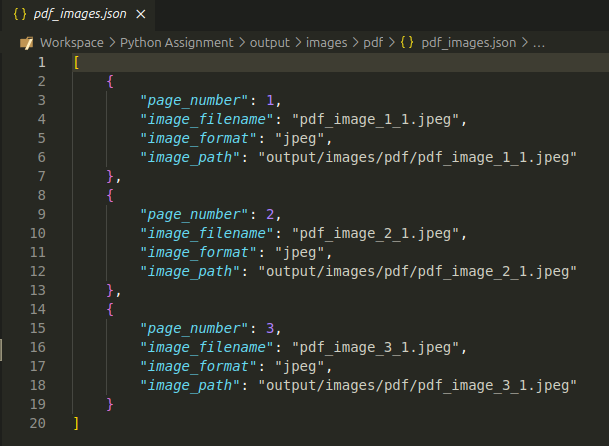 { } pdf_images.json ×
Workspace > Python Assignment > output > images > pdf > { } pdf_images.json > ...
1 [
2     {
3         "page_number": 1,
4         "image_filename": "pdf_image_1_1.jpeg",
5         "image_format": "jpeg",
6         "image_path": "output/images/pdf/pdf_image_1_1.jpeg"
7     },
8     {
9         "page_number": 2,
10         "image_filename": "pdf_image_2_1.jpeg",
11         "image_format": "jpeg",
12         "image_path": "output/images/pdf/pdf_image_2_1.jpeg"
13     },
14     {
15         "page_number": 3,
16         "image_filename": "pdf_image_3_1.jpeg",
17         "image_format": "jpeg",
18         "image_path": "output/images/pdf/pdf_image_3_1.jpeg"
19     }
20 ]